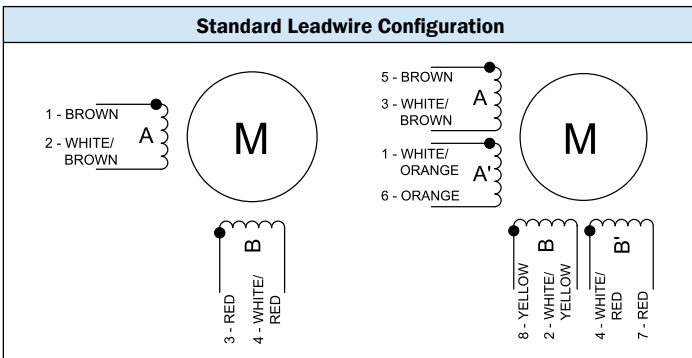 Standard Leadwire Configuration
1 - BROWN
2 - WHITE/
BROWN
A
M
B
3 - RED
4 - WHITE/
RED
5 - BROWN
3 - WHITE/
BROWN
A
1 - WHITE/
ORANGE
A'
6 - ORANGE
M
B
B'
8 - YELLOW
2 - WHITE/
YELLOW
4 - WHITE/
RED
7 - RED